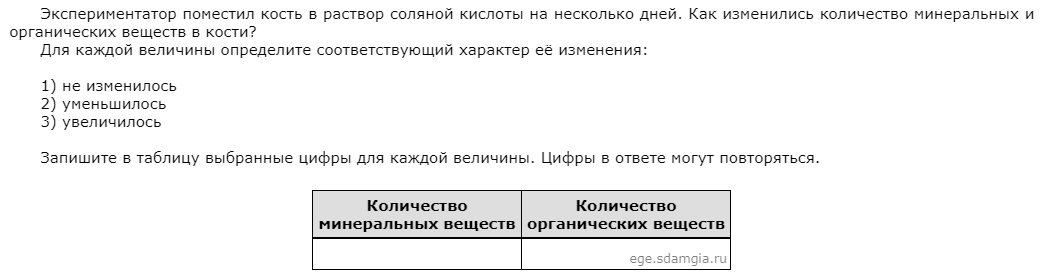 Экспериментатор поместил кость в раствор соляной кислоты на несколько дней. Как изменились количество минеральных и
органических веществ в кости?
Для каждой величины определите соответствующий характер её изменения:
1) не изменилось
2) уменьшилось
3) увеличилось
Запишите в таблицу выбранные цифры для каждой величины. Цифры в ответе могут повторяться.
Количество
минеральных веществ
Количество
органических веществ
ege.sdamgia.ru